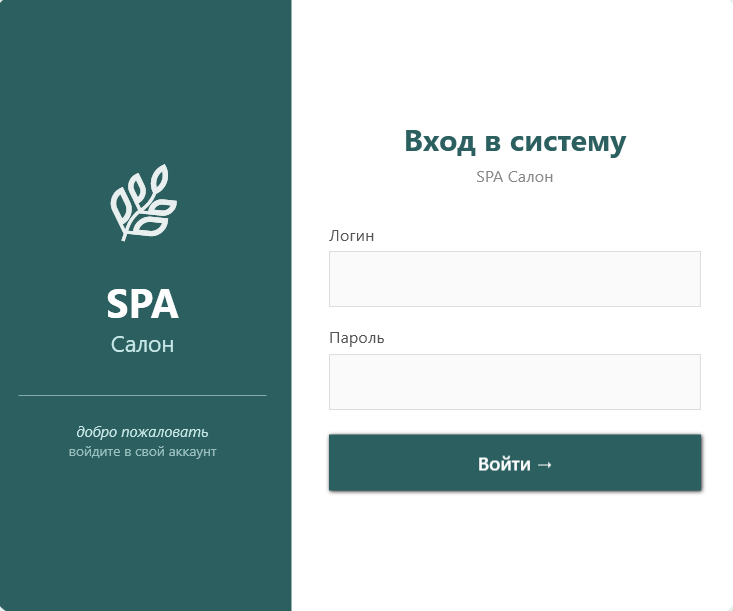 SPA
Салон
добро пожаловать
войдите в свой аккаунт
Вход в систему
SPA Салон
Логин
Пароль
Войти →